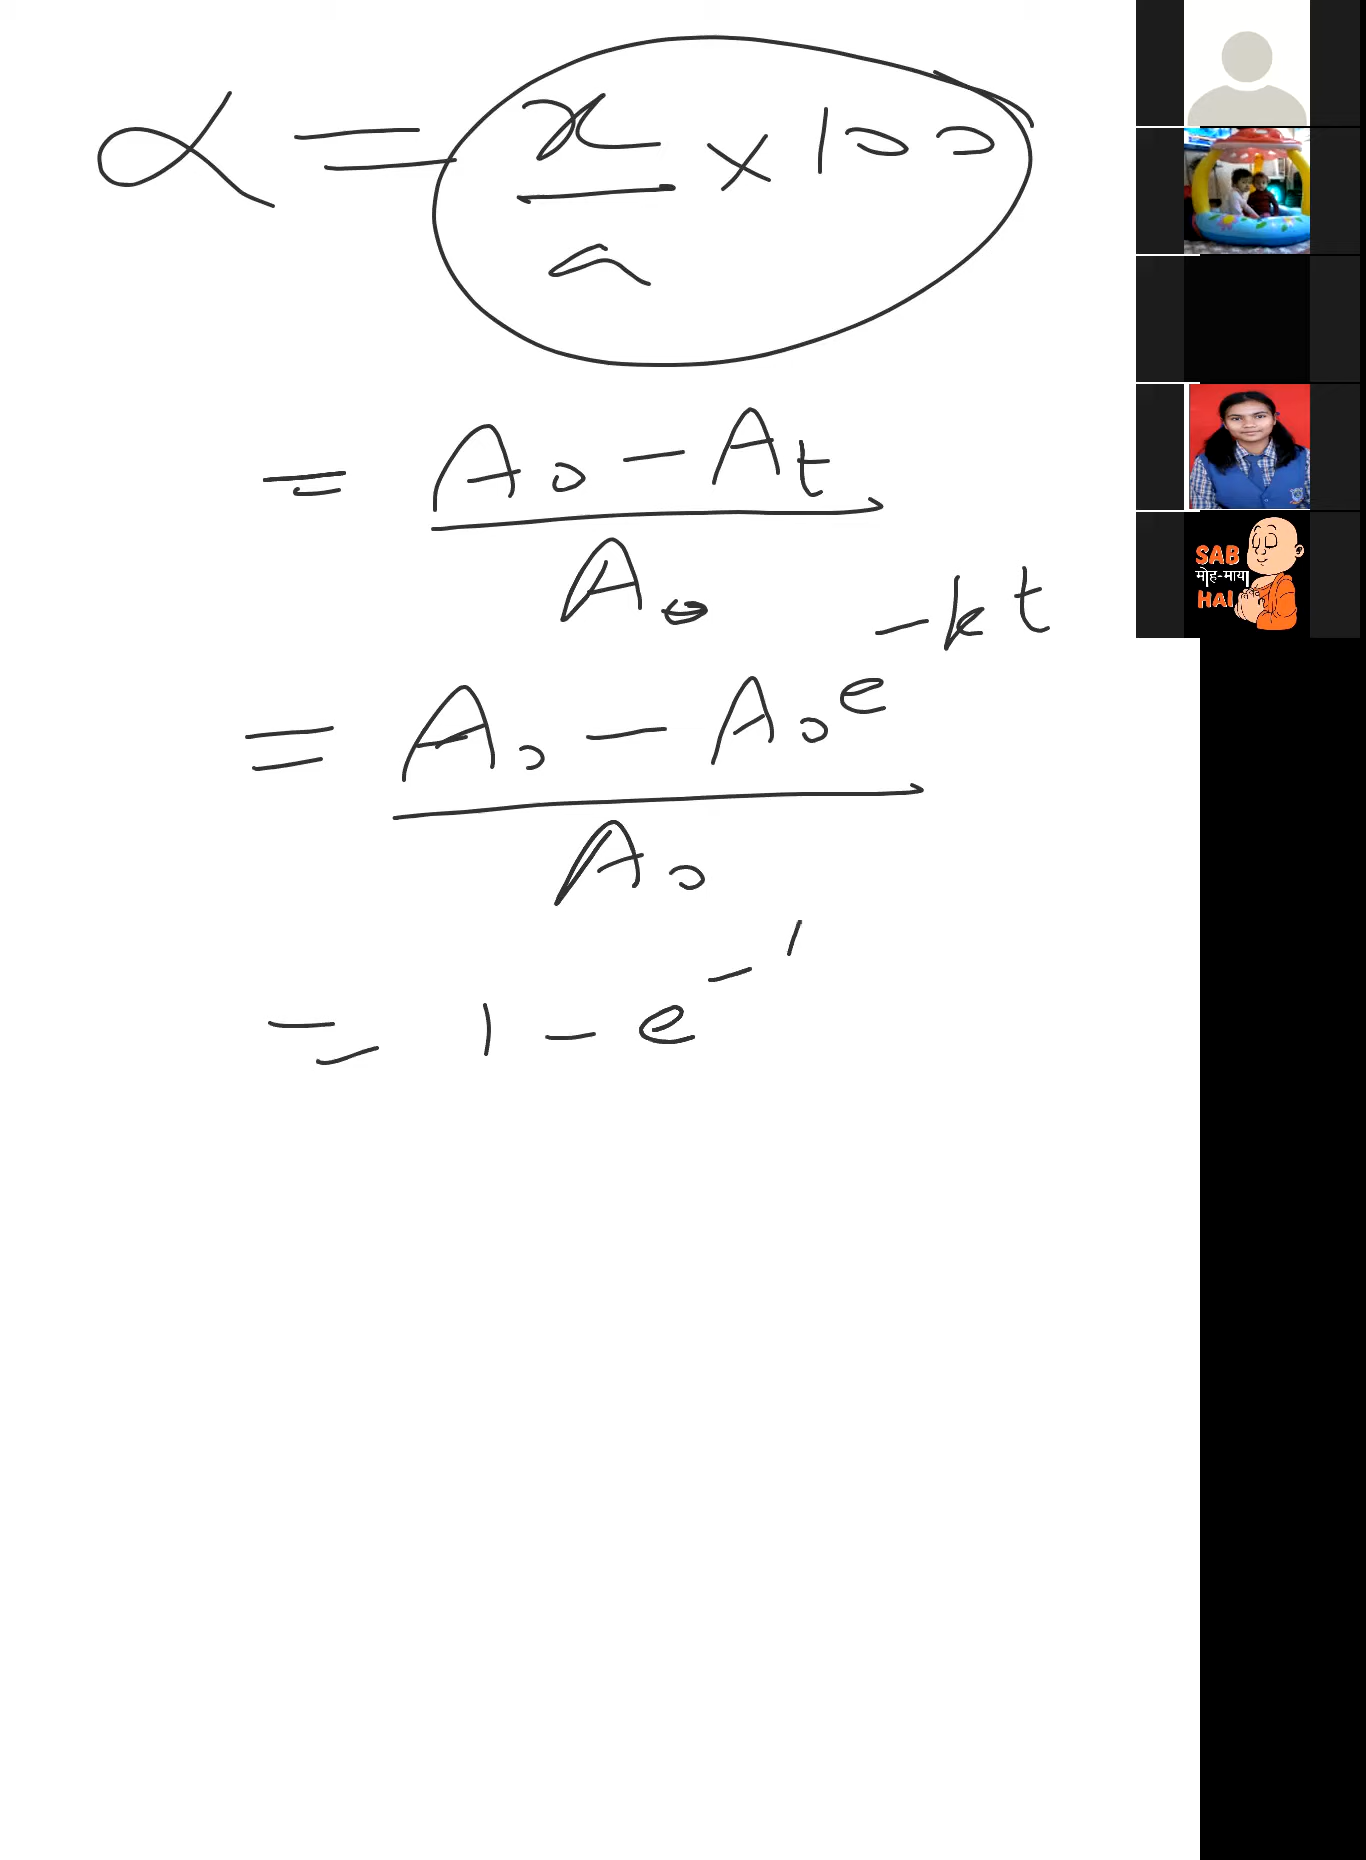 α = x/a × 100
= A₀ - Aₜ / A₀
= A₀ - A₀e^-kt / A₀
= 1 - e^-1
SAB
मोह-माया
HAI